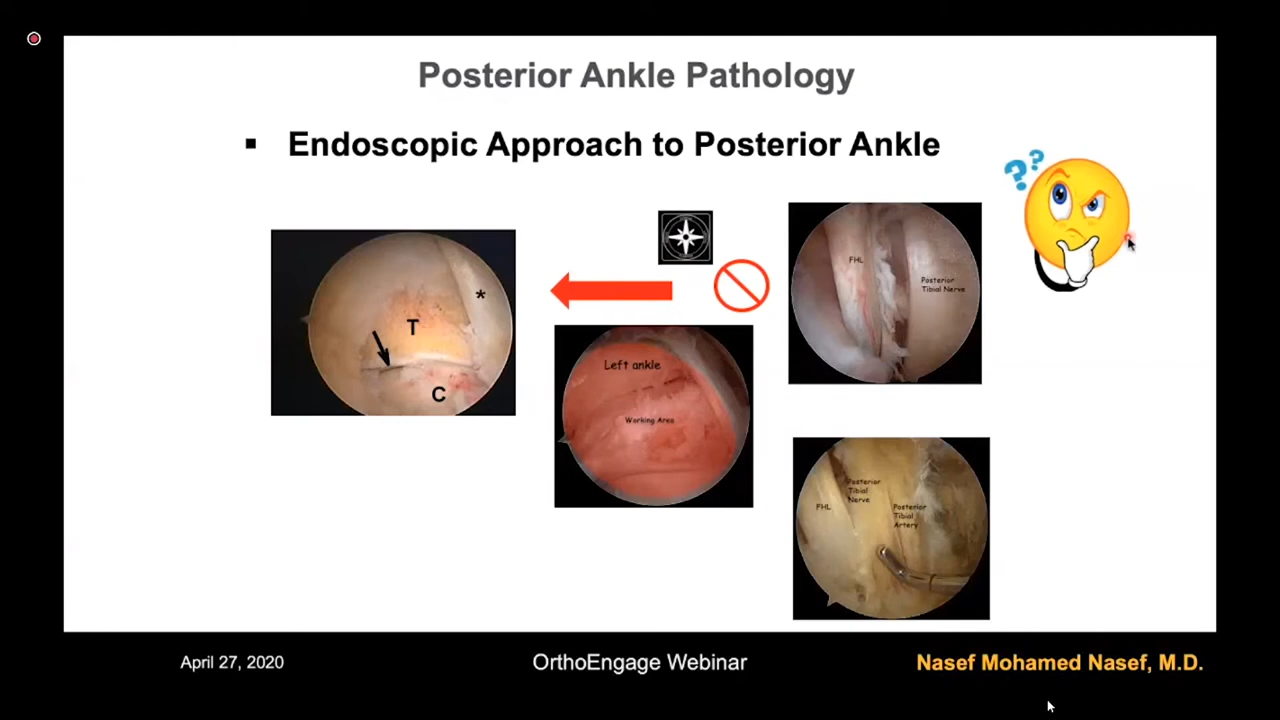 Posterior Ankle Pathology
▪ Endoscopic Approach to Posterior Ankle
??
T
*
C
Left ankle
Working Area
FHL
Posterior
Tibial Nerve
FHL
Posterior
Tibial
Nerve
Posterior
Tibial
Artery
April 27, 2020
OrthoEngage Webinar
Nasef Mohamed Nasef, M.D.